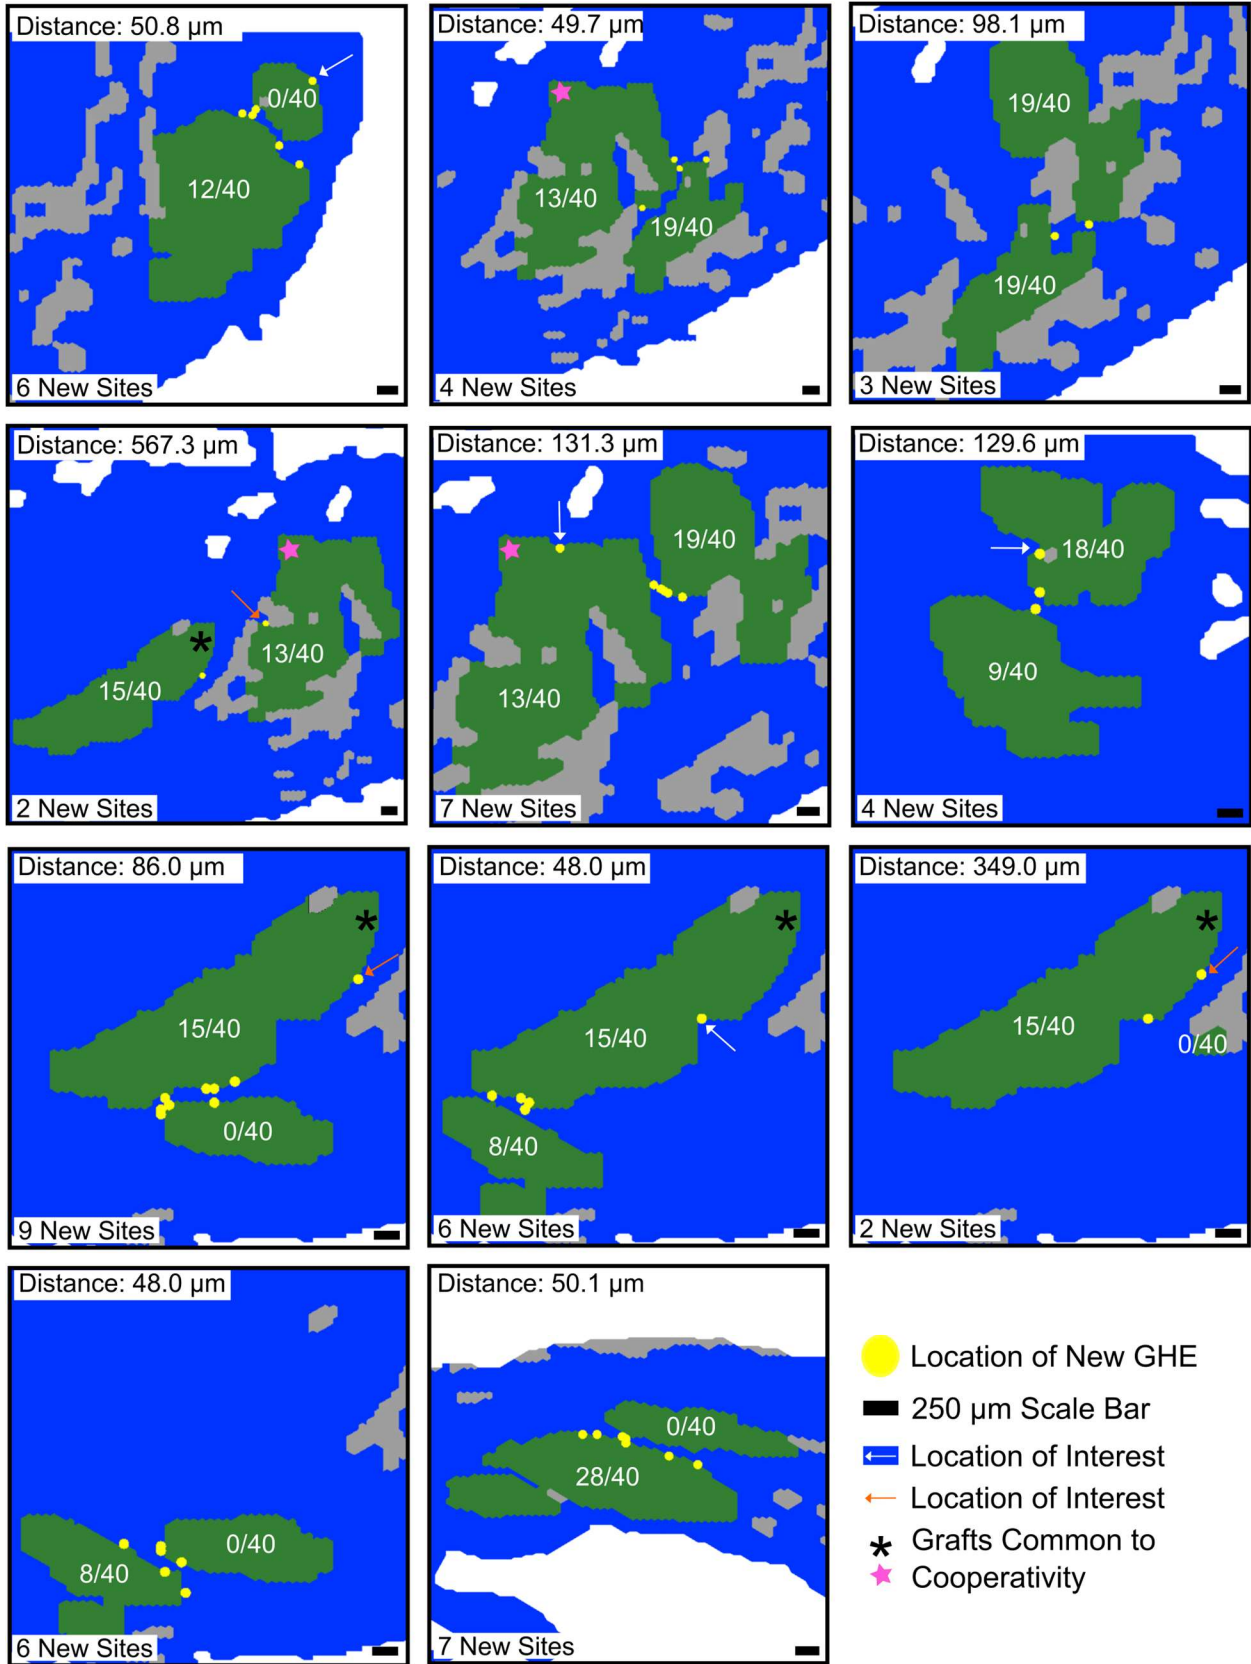 Distance: 50.8 µm
0/40
12/40
6 New Sites
Distance: 49.7 µm
13/40
19/40
4 New Sites
Distance: 98.1 µm
19/40
19/40
3 New Sites
Distance: 567.3 µm
*
13/40
15/40
2 New Sites
Distance: 131.3 µm
19/40
13/40
7 New Sites
Distance: 129.6 µm
18/40
9/40
4 New Sites
Distance: 86.0 µm
*
15/40
0/40
9 New Sites
Distance: 48.0 µm
*
15/40
8/40
6 New Sites
Distance: 349.0 µm
*
15/40
0/40
2 New Sites
Distance: 48.0 µm
0/40
8/40
6 New Sites
Distance: 50.1 µm
0/40
28/40
7 New Sites
Location of New GHE
250 µm Scale Bar
Location of Interest
Location of Interest
* Grafts Common to
Cooperativity